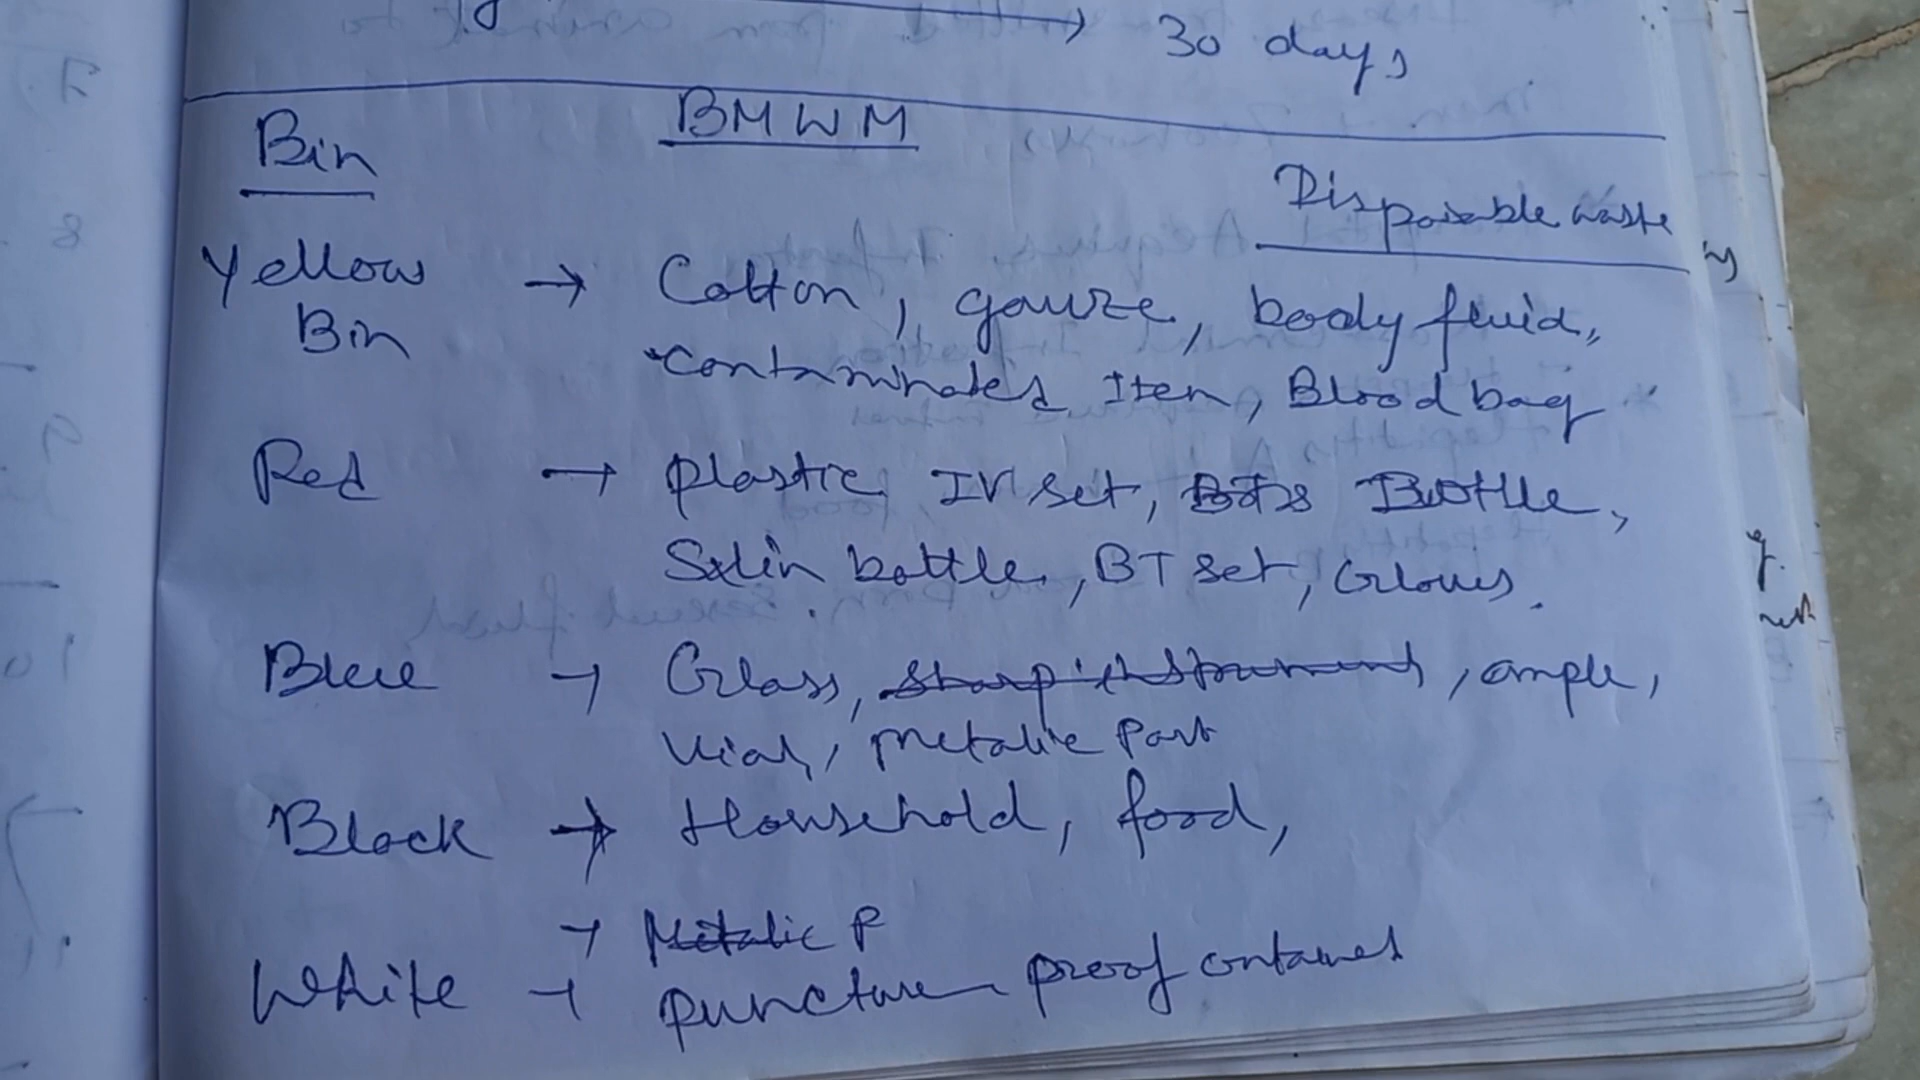 30 days
BMWM
Bin
Disposable waste
Yellow → Cotton, gauze, body fluid,
Bin contaminated Item, Blood bag
Red → plastic IV set, Bottle,
Salin bottle, BT set, Gloves.
Blue → Glass, sharp instrument, ample,
vial, metalic Part
Black → Household, food,
→ Metalic P
White → puncture proof container